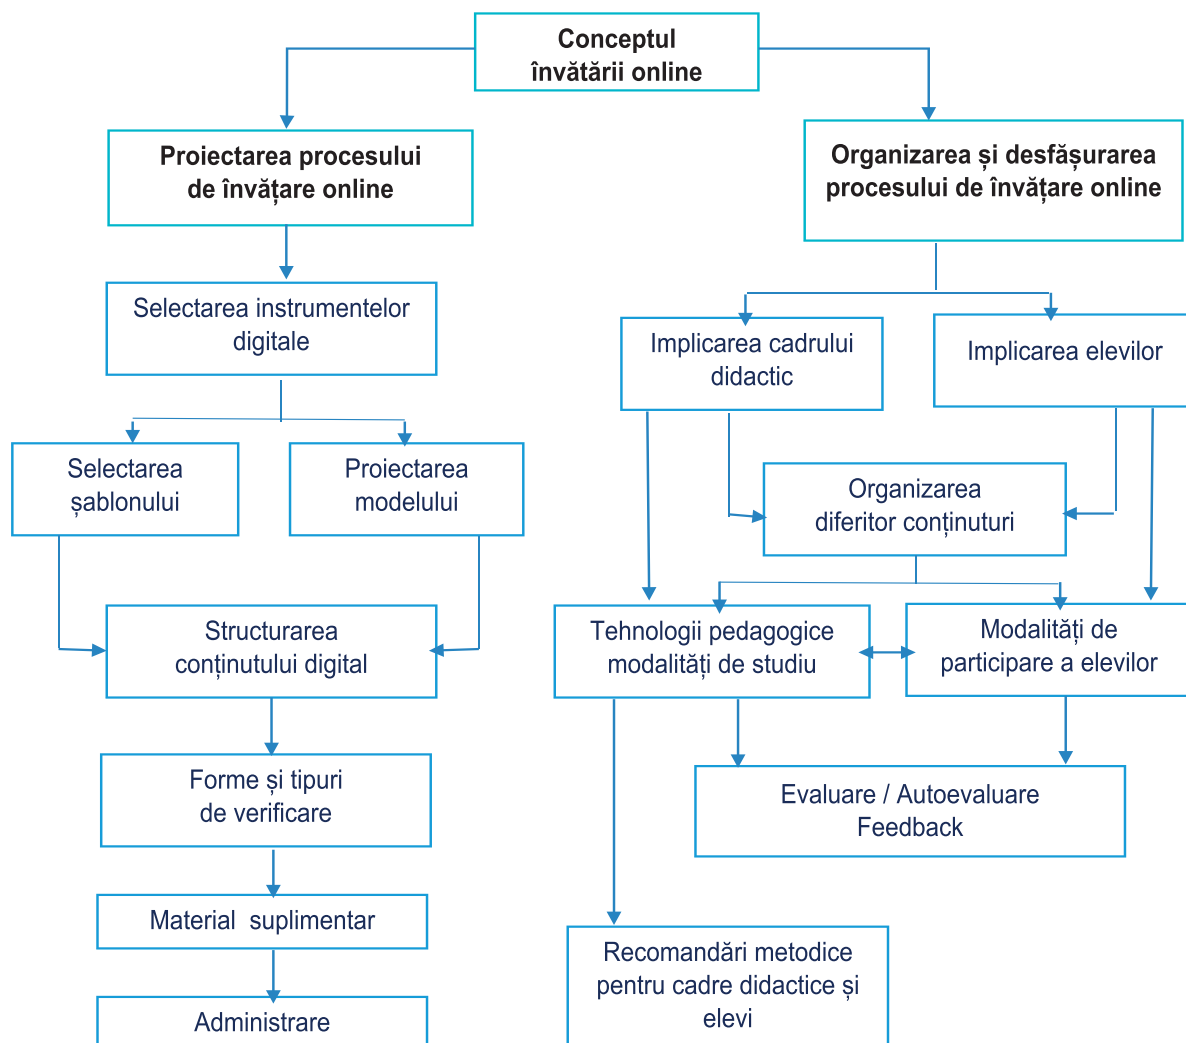 Conceptul
învătării online
Proiectarea procesului
de învățare online
Organizarea și desfășurarea
procesului de învățare online
Selectarea instrumentelor
digitale
Implicarea cadrului
didactic
Implicarea elevilor
Selectarea
șablonului
Proiectarea
modelului
Organizarea
diferitor conținuturi
Structurarea
conținutului digital
Tehnologii pedagogice
modalități de studiu
Modalități de
participare a elevilor
Forme și tipuri
de verificare
Evaluare / Autoevaluare
Feedback
Material suplimentar
Recomandări metodice
pentru cadre didactice și
elevi
Administrare